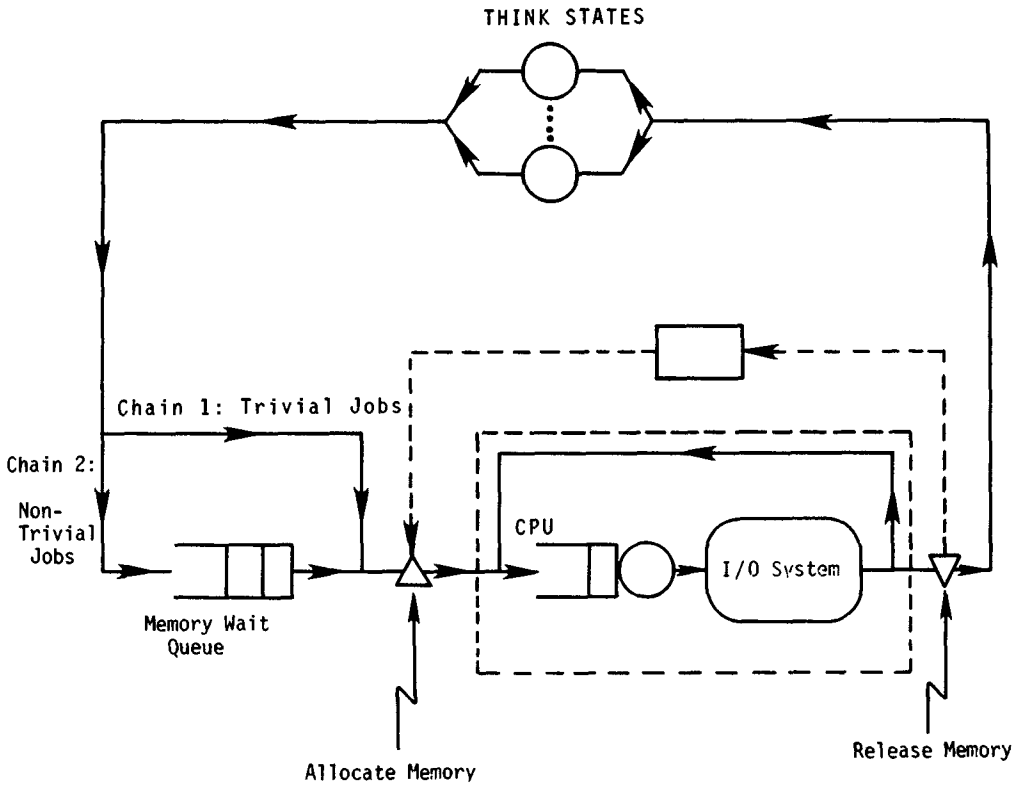 THINK STATES
Chain 1: Trivial Jobs
Chain 2:
Non-
Trivial
Jobs
CPU
I/O System
Memory Wait
Queue
Allocate Memory
Release Memory